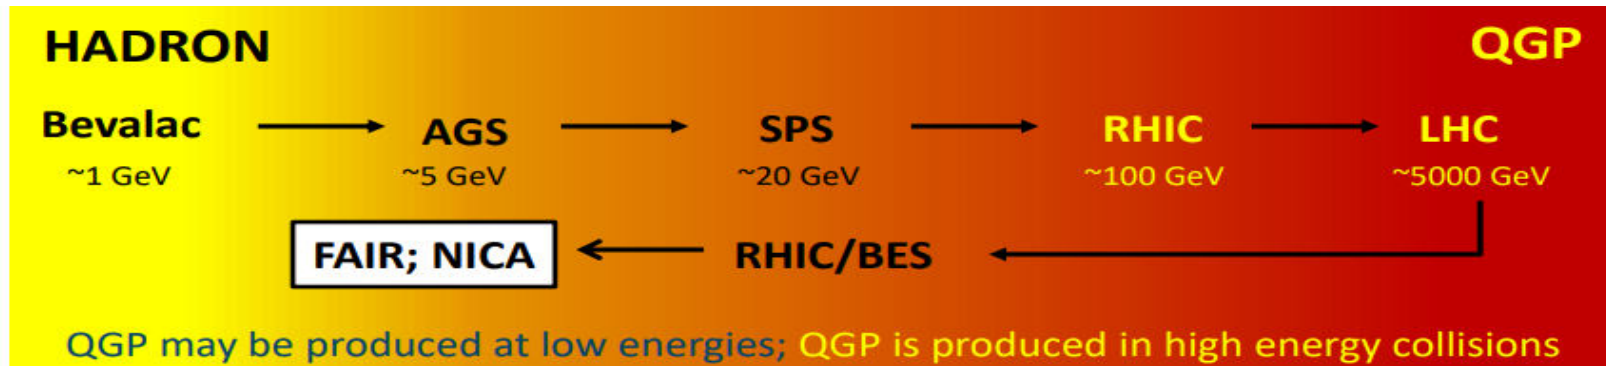 HADRON QGP
Bevalac AGS SPS RHIC LHC
~1 GeV ~5 GeV ~20 GeV ~100 GeV ~5000 GeV
FAIR; NICA RHIC/BES
QGP may be produced at low energies; QGP is produced in high energy collisions